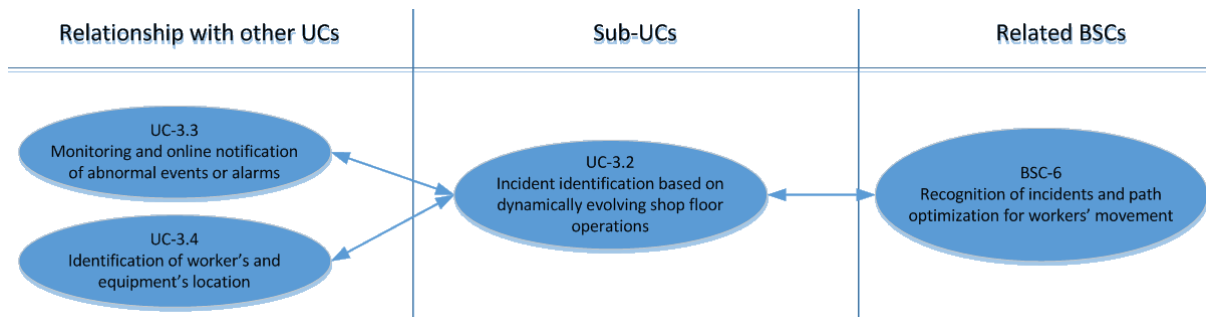 Relationship with other UCs
Sub-UCs
Related BSCs
UC-3.3
Monitoring and online notification
of abnormal events or alarms
UC-3.4
Identification of worker's and
equipment's location
UC-3.2
Incident identification based on
dynamically evolving shop floor
operations
BSC-6
Recognition of incidents and path
optimization for workers' movement